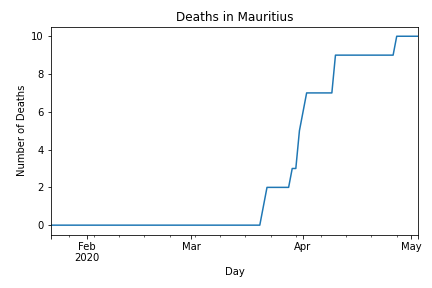 Deaths in Mauritius
10
8
6
4
2
0
Number of Deaths
Feb
2020
Mar
Apr
May
Day